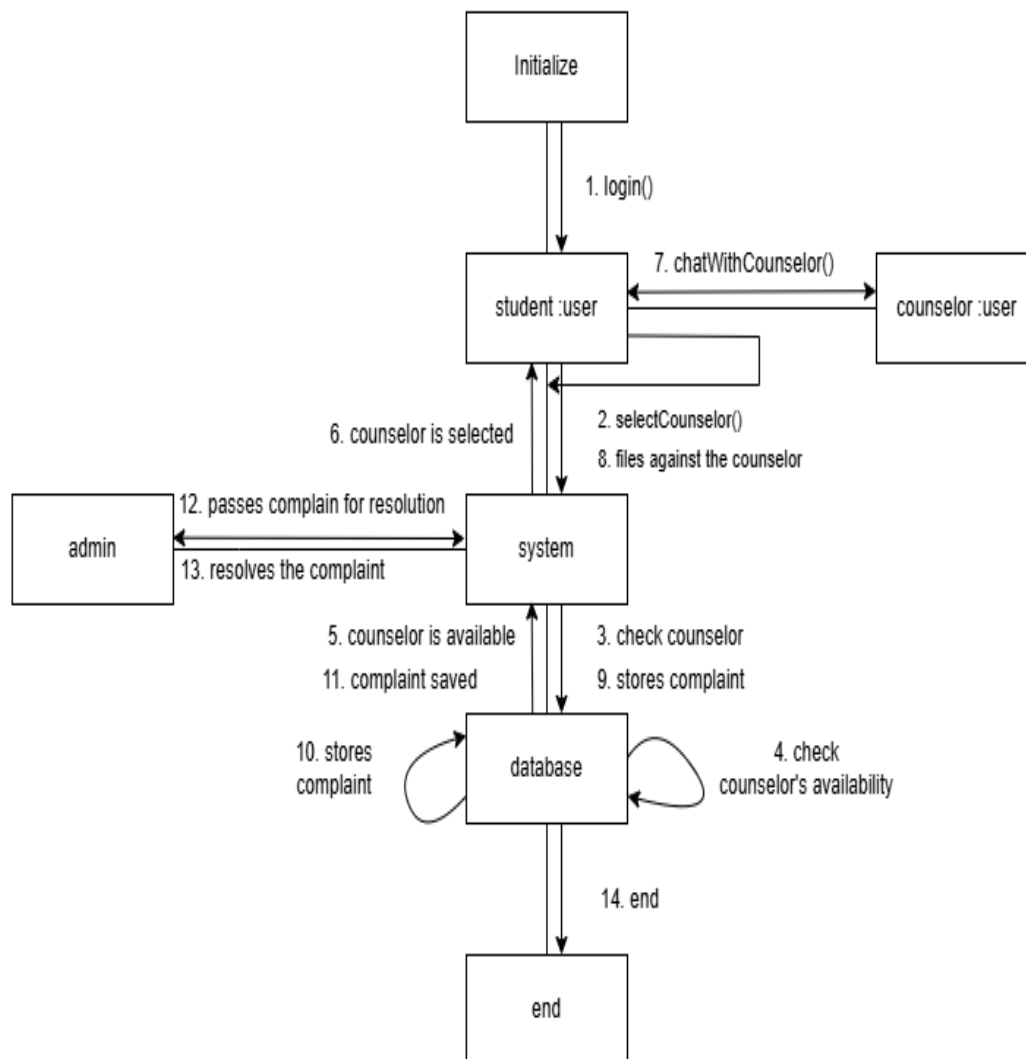 Initialize
1. login()
7. chatWithCounselor()
student :user
counselor :user
2. selectCounselor()
6. counselor is selected
8. files against the counselor
12. passes complain for resolution
admin
system
13. resolves the complaint
5. counselor is available
3. check counselor
11. complaint saved
9. stores complaint
10. stores
complaint
database
4. check
counselor's availability
14. end
end